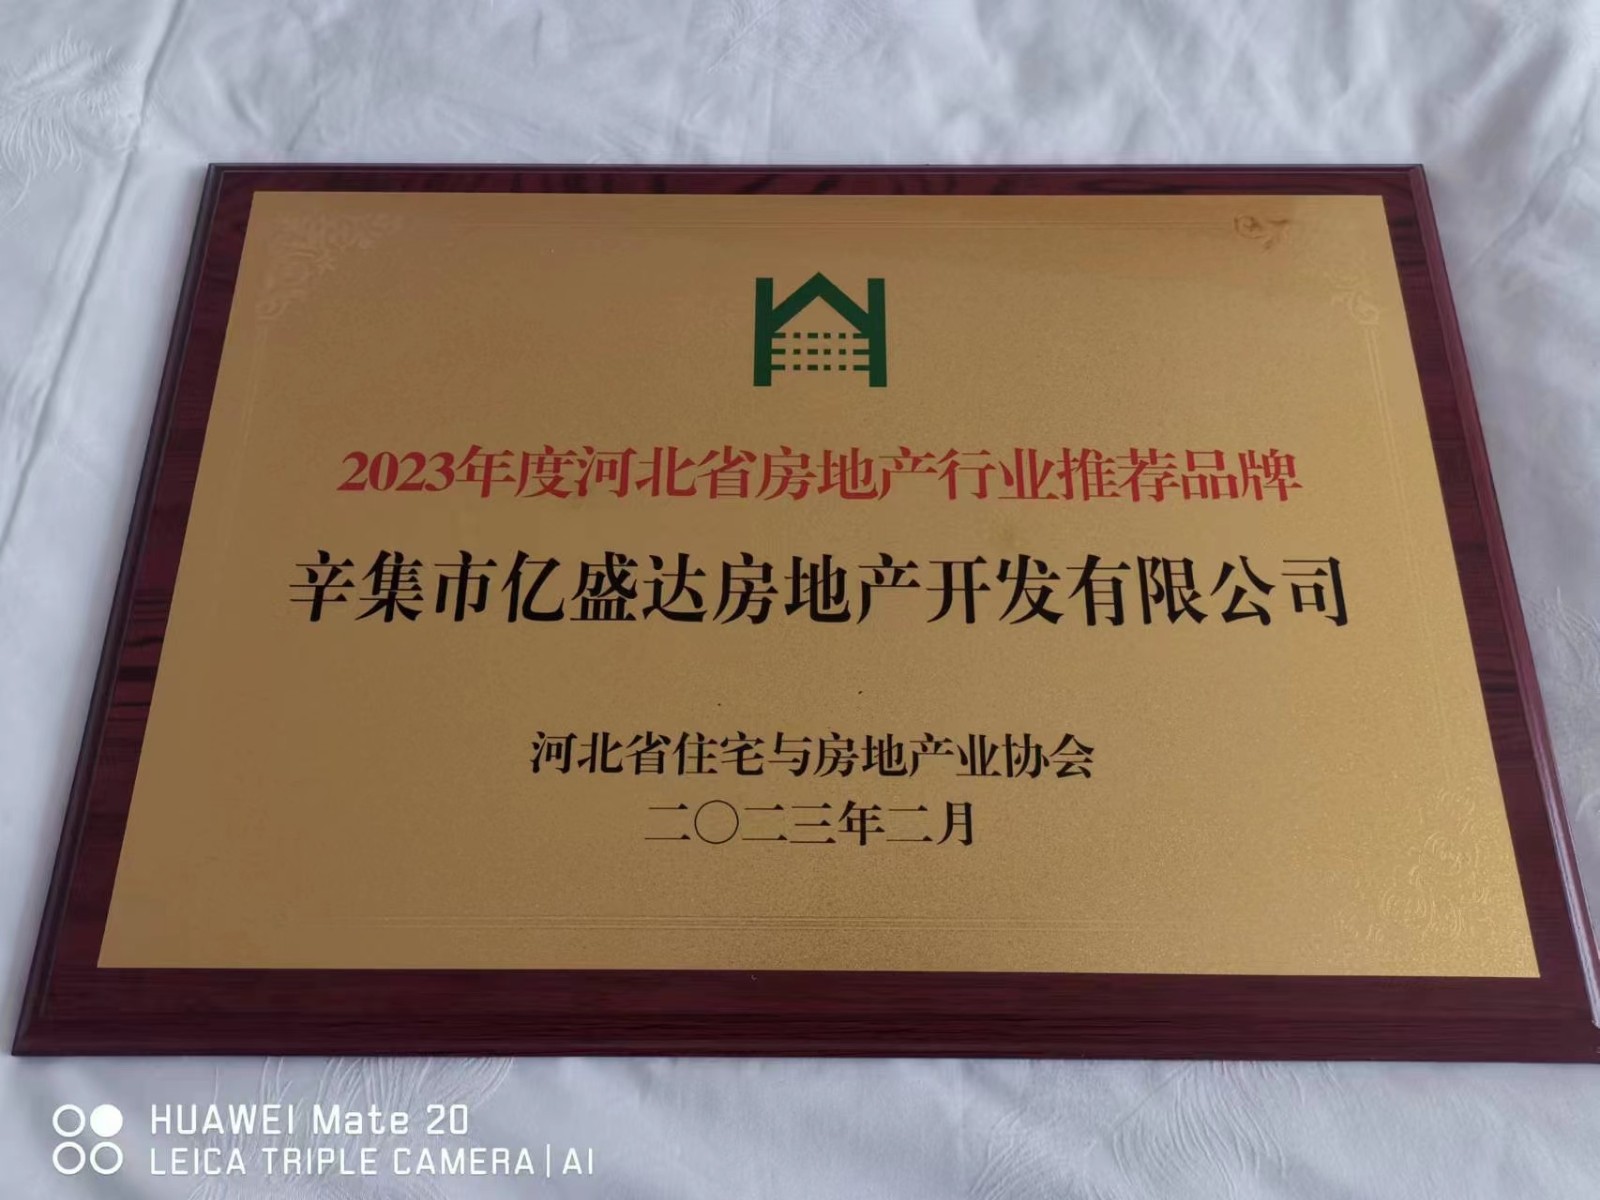 2023年度河北省房地产行业推荐品牌
辛集市亿盛达房地产开发有限公司
河北省住宅与房地产业协会
二〇二三年二月
HUAWEI Mate 20
LEICA TRIPLE CAMERA | AI